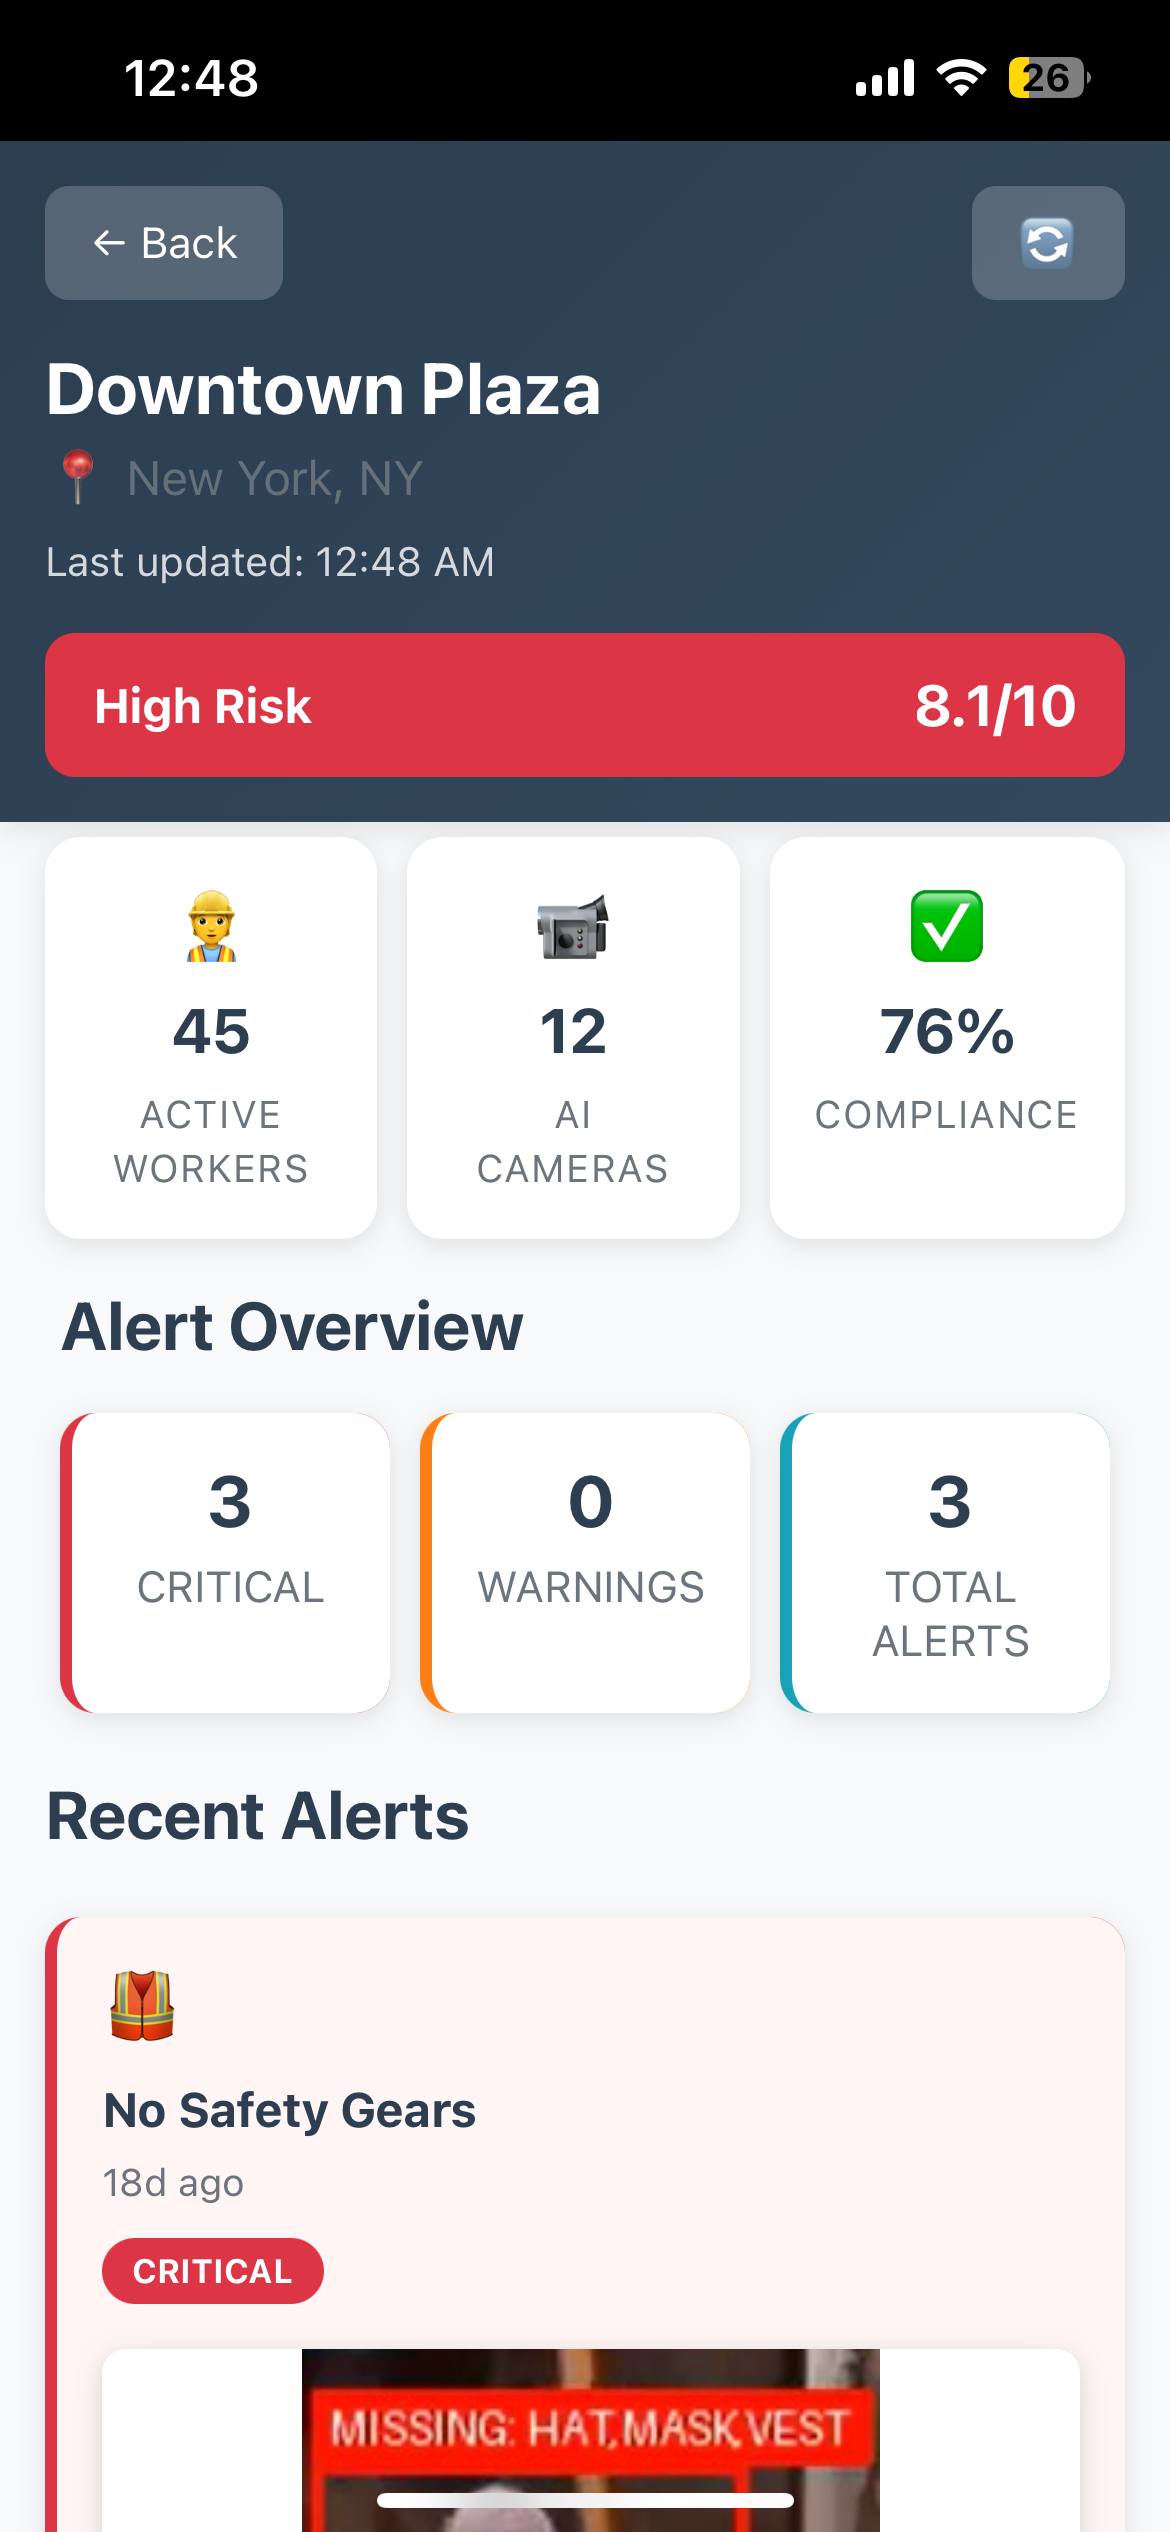 12:48
26
← Back
Downtown Plaza
New York, NY
Last updated: 12:48 AM
High Risk 8.1/10
45
ACTIVE
WORKERS
12
AI
CAMERAS
76%
COMPLIANCE
Alert Overview
3
CRITICAL
0
WARNINGS
3
TOTAL
ALERTS
Recent Alerts
No Safety Gears
18d ago
CRITICAL
MISSING: HAT,MASK,VEST